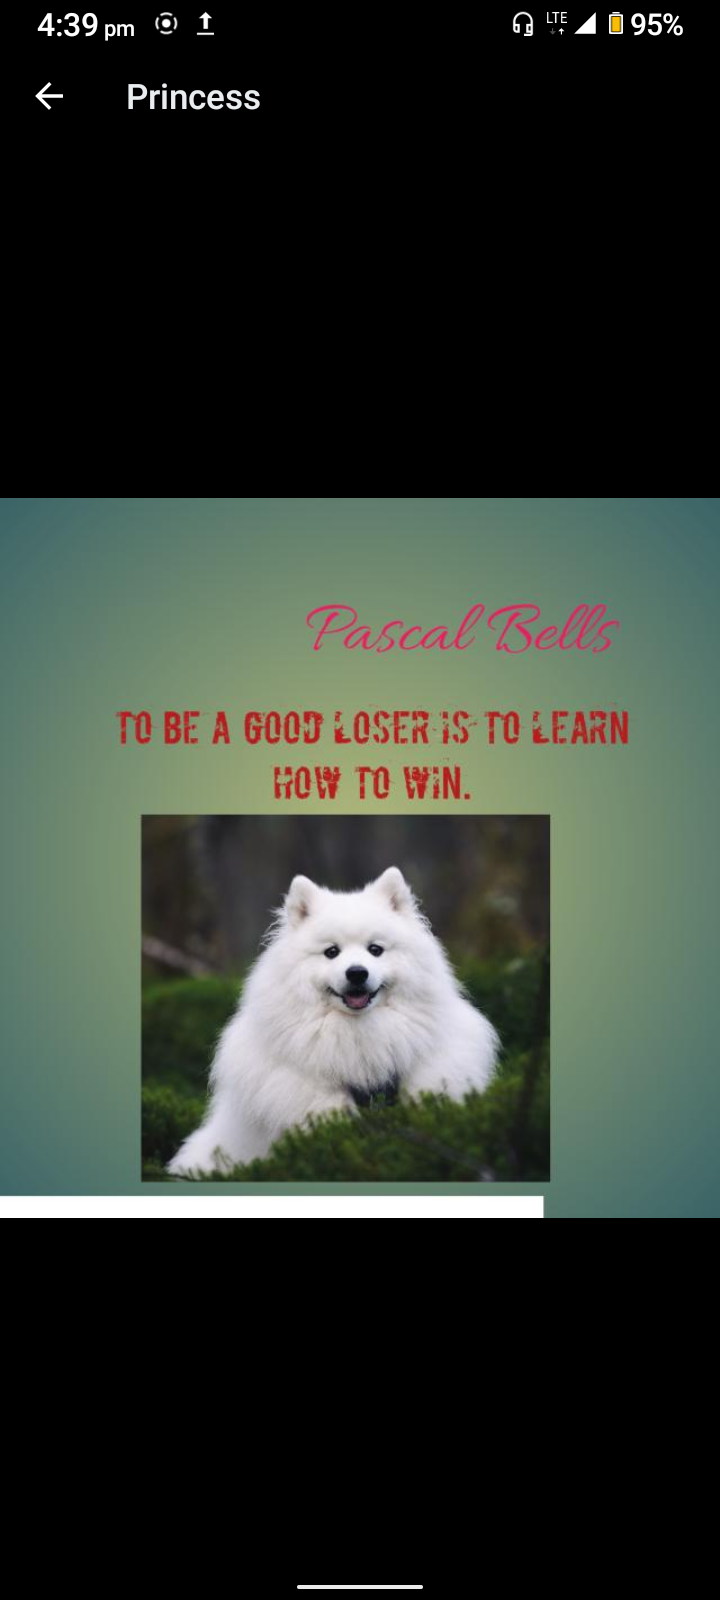 4:39 pm LTE 95%
Princess
Pascal Bells
TO BE A GOOD LOSER IS TO LEARN
HOW TO WIN.